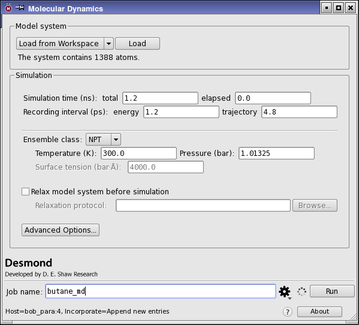 Molecular Dynamics
Model system
Load from Workspace Load
The system contains 1388 atoms.
Simulation
Simulation time (ns): total 1.2 elapsed 0.0
Recording interval (ps): energy 1.2 trajectory 4.8
Ensemble class: NPT
Temperature (K): 300.0 Pressure (bar): 1.01325
Surface tension (bar·Å): 4000.0
Relax model system before simulation
Relaxation protocol: Browse...
Advanced Options...
Desmond
Developed by D. E. Shaw Research
Job name: butane_md Run
Host=bob_para:4, Incorporate=Append new entries About